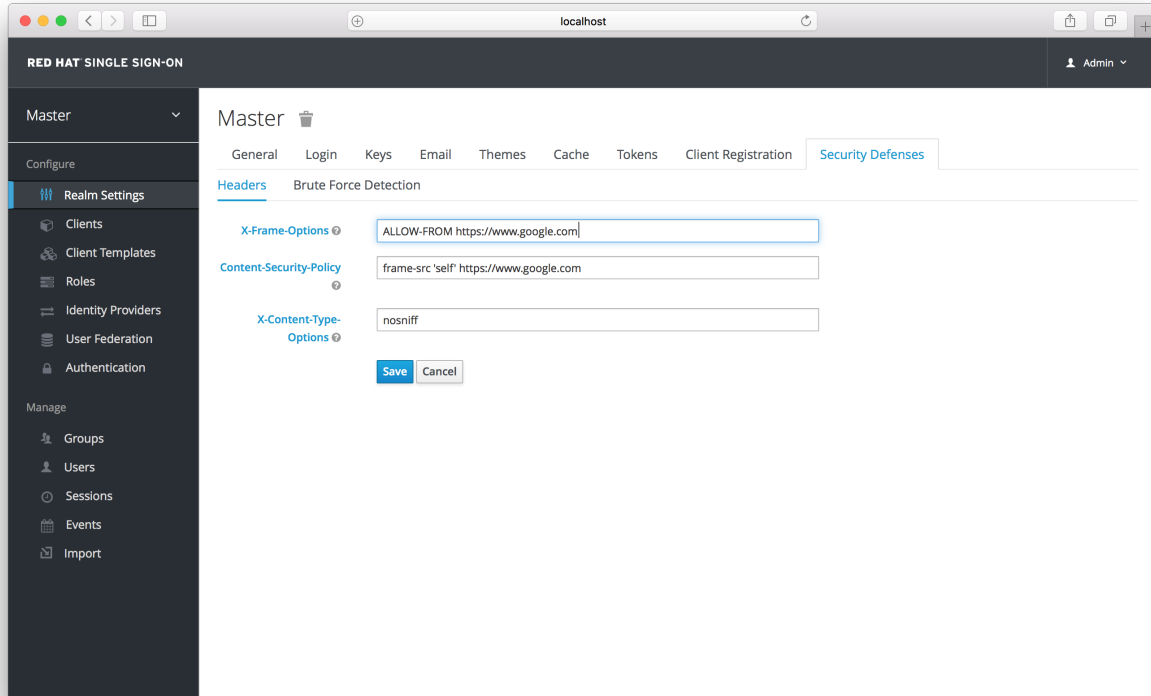 localhost
RED HAT SINGLE SIGN-ON
Admin
Master
Configure
Realm Settings
Clients
Client Templates
Roles
Identity Providers
User Federation
Authentication
Manage
Groups
Users
Sessions
Events
Import
Master
General Login Keys Email Themes Cache Tokens Client Registration Security Defenses
Headers Brute Force Detection
X-Frame-Options ALLOW-FROM https://www.google.com
Content-Security-Policy frame-src 'self' https://www.google.com
X-Content-Type- nosniff
Options
Save Cancel